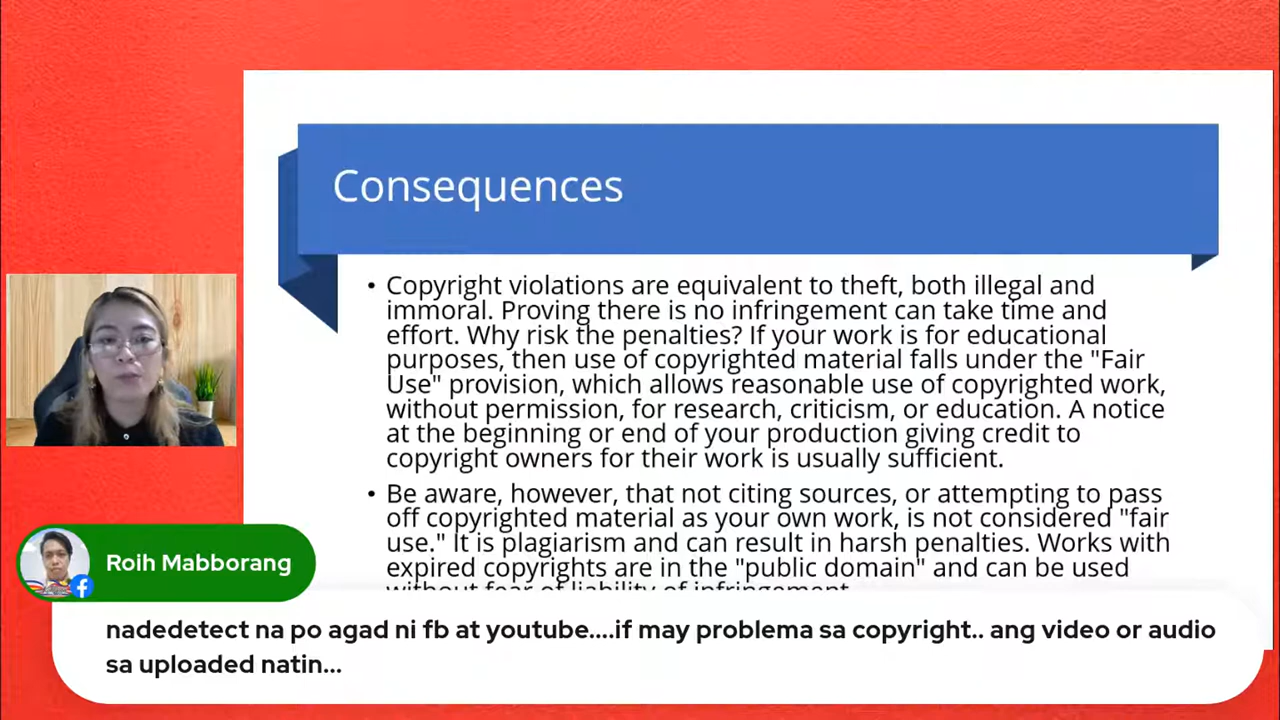 Consequences
• Copyright violations are equivalent to theft, both illegal and
immoral. Proving there is no infringement can take time and
effort. Why risk the penalties? If your work is for educational
purposes, then use of copyrighted material falls under the "Fair
Use" provision, which allows reasonable use of copyrighted work,
without permission, for research, criticism, or education. A notice
at the beginning or end of your production giving credit to
copyright owners for their work is usually sufficient.
• Be aware, however, that not citing sources, or attempting to pass
off copyrighted material as your own work, is not considered "fair
use." It is plagiarism and can result in harsh penalties. Works with
expired copyrights are in the "public domain" and can be used
without fear of liability of infringement.
Roih Mabborang
nadedetect na po agad ni fb at youtube....if may problema sa copyright.. ang video or audio
sa uploaded natin...